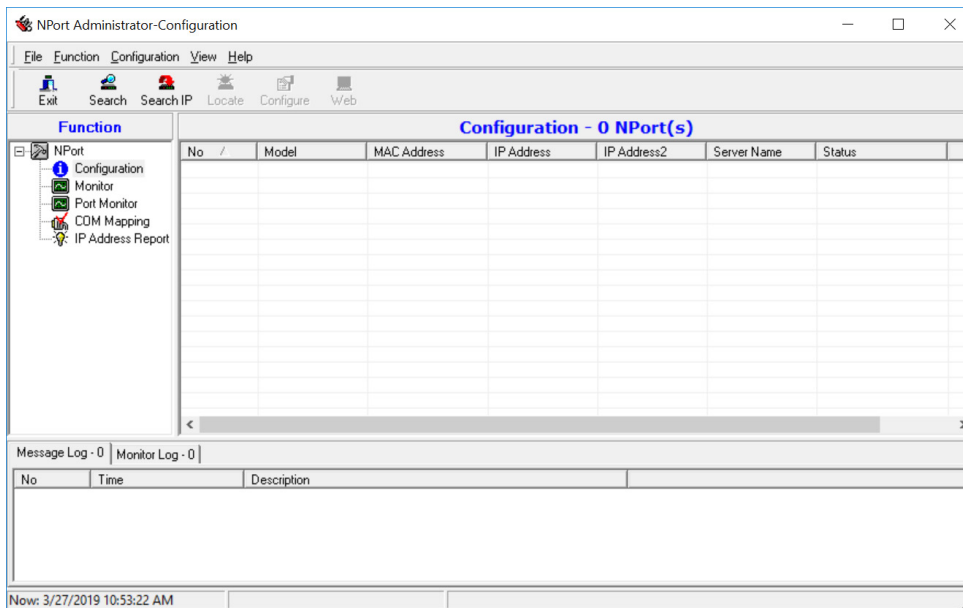 NPort Administrator-Configuration
File Function Configuration View Help
Exit Search Search IP Locate Configure Web
Function
Configuration - 0 NPort(s)
NPort
Configuration
Monitor
Port Monitor
COM Mapping
IP Address Report
No Model MAC Address IP Address IP Address2 Server Name Status
Message Log - 0 Monitor Log - 0
No Time Description
Now: 3/27/2019 10:53:22 AM